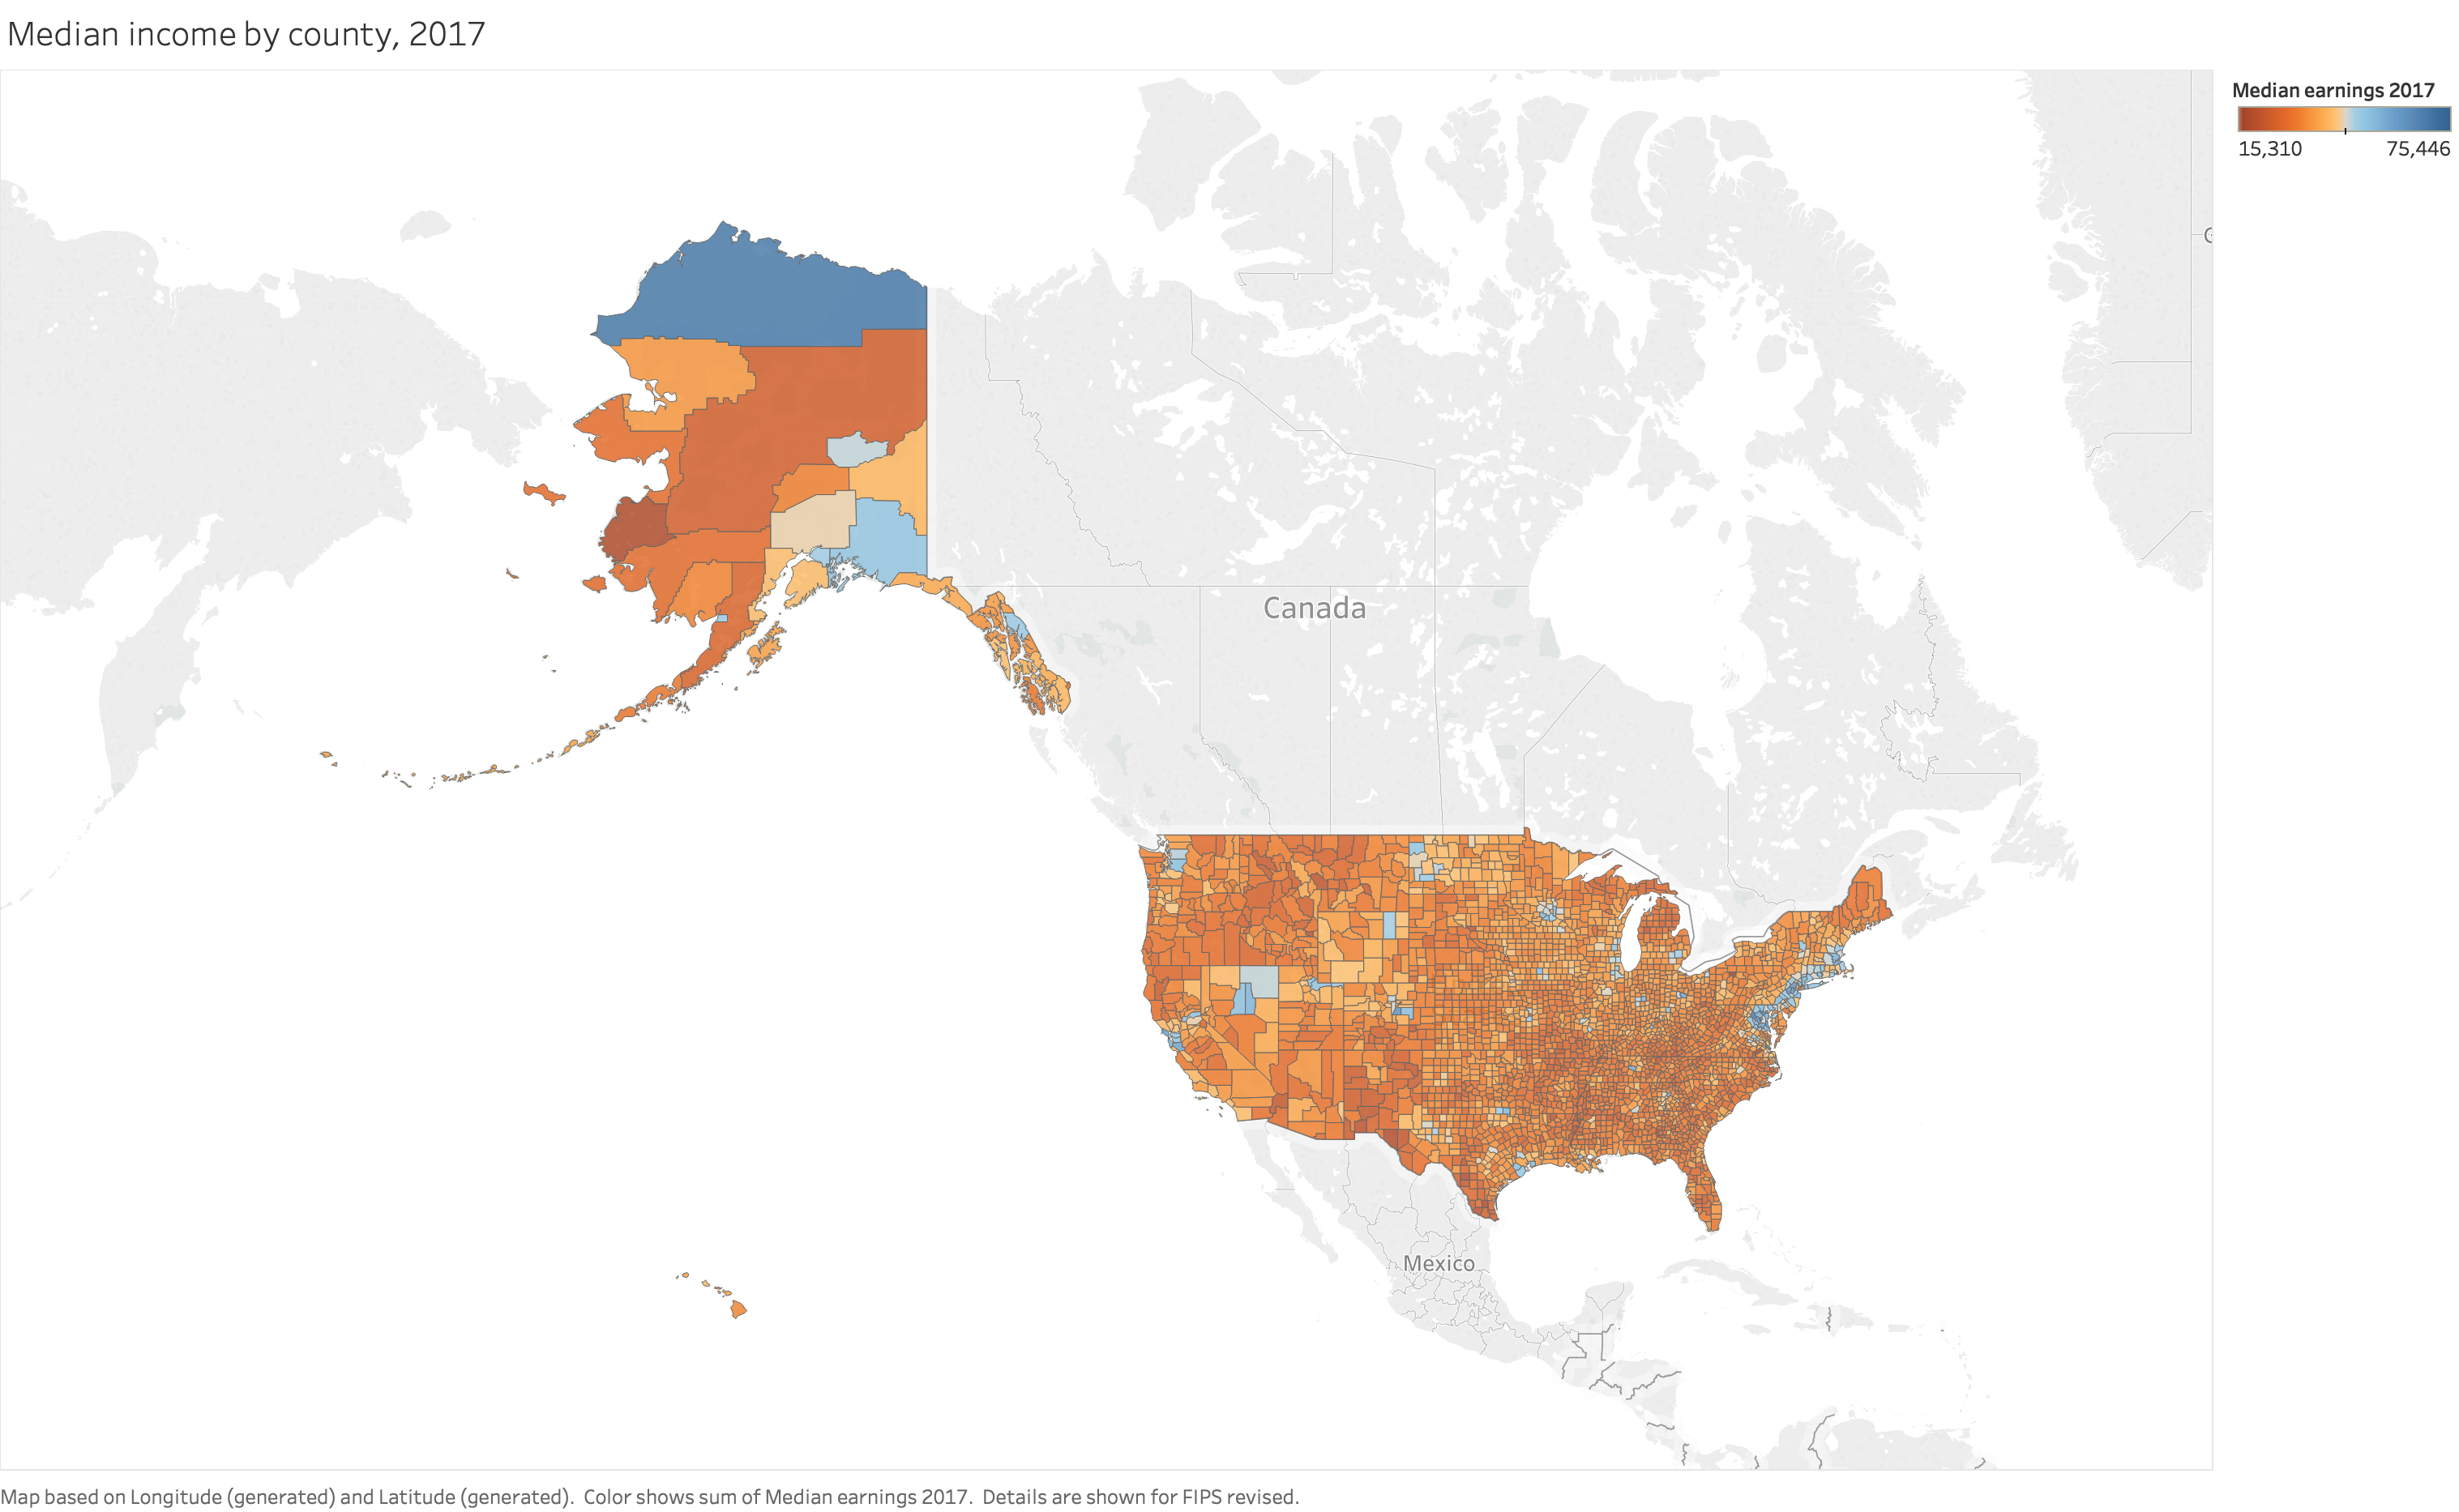 Median income by county, 2017
Median earnings 2017
15,310 75,446
Canada
Mexico
Map based on Longitude (generated) and Latitude (generated). Color shows sum of Median earnings 2017. Details are shown for FIPS revised.